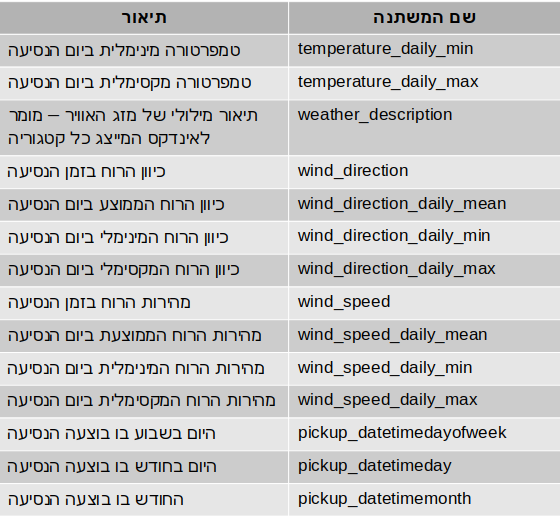 שם המשתנה תיאור
temperature_daily_min טמפרטורה מינימלית ביום הנסיעה
temperature_daily_max טמפרטורה מקסימלית ביום הנסיעה
weather_description תיאור מילולי של מזג האוויר – מומר
לאינדקס המייצג כל קטגוריה
wind_direction כיוון הרוח בזמן הנסיעה
wind_direction_daily_mean כיוון הרוח הממוצע ביום הנסיעה
wind_direction_daily_min כיוון הרוח המינימלי ביום הנסיעה
wind_direction_daily_max כיוון הרוח המקסימלי ביום הנסיעה
wind_speed מהירות הרוח בזמן הנסיעה
wind_speed_daily_mean מהירות הרוח הממוצעת ביום הנסיעה
wind_speed_daily_min מהירות הרוח המינימלית ביום הנסיעה
wind_speed_daily_max מהירות הרוח המקסימלית ביום הנסיעה
pickup_datetimedayofweek היום בשבוע בו בוצעה הנסיעה
pickup_datetimeday היום בחודש בו בוצעה הנסיעה
pickup_datetimemonth החודש בו בוצעה הנסיעה